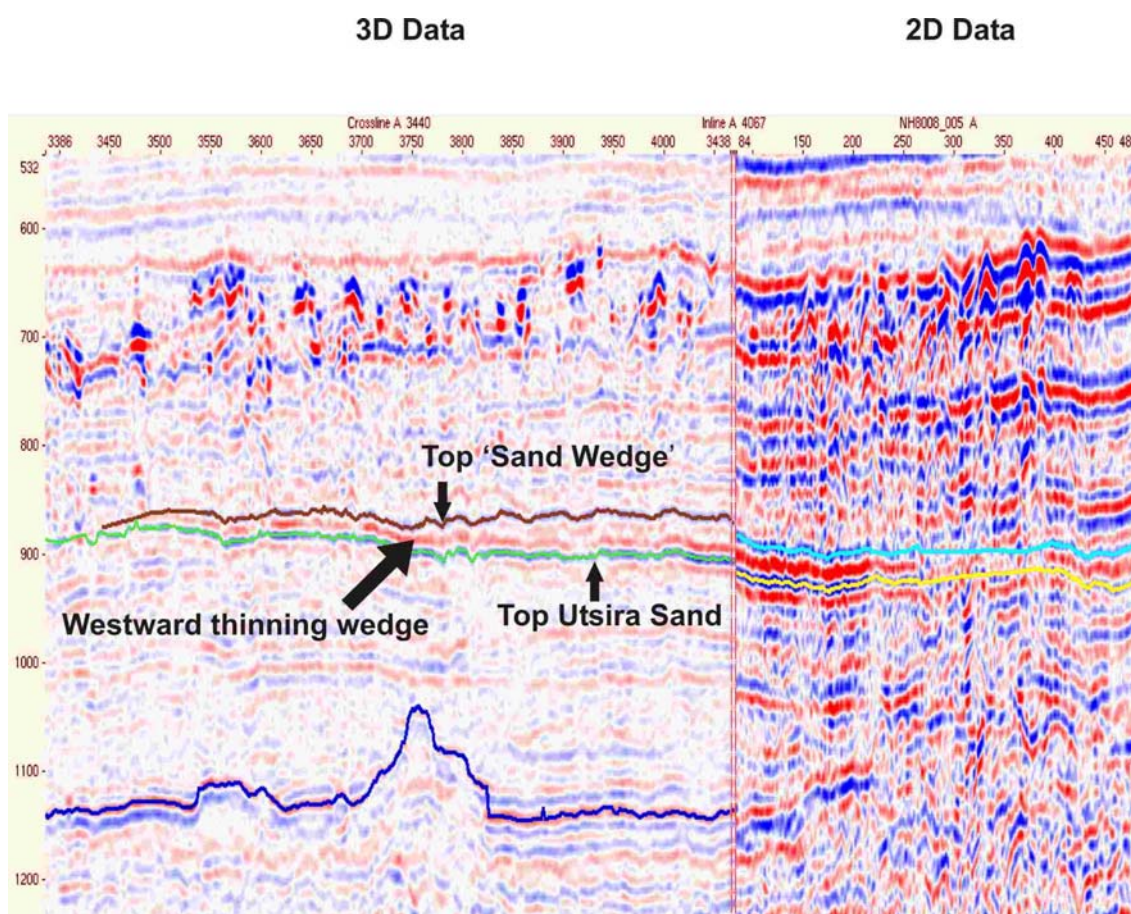 3D Data 2D Data
Crossline A 3440 Inline A 4067 NH8008_005 A
3386 3450 3500 3550 3600 3650 3700 3750 3800 3850 3900 3950 4000 3438 84 150 200 250 300 350 400 450 48
532
600
700
800
Top ‘Sand Wedge’
900
Westward thinning wedge
Top Utsira Sand
1000
1100
1200